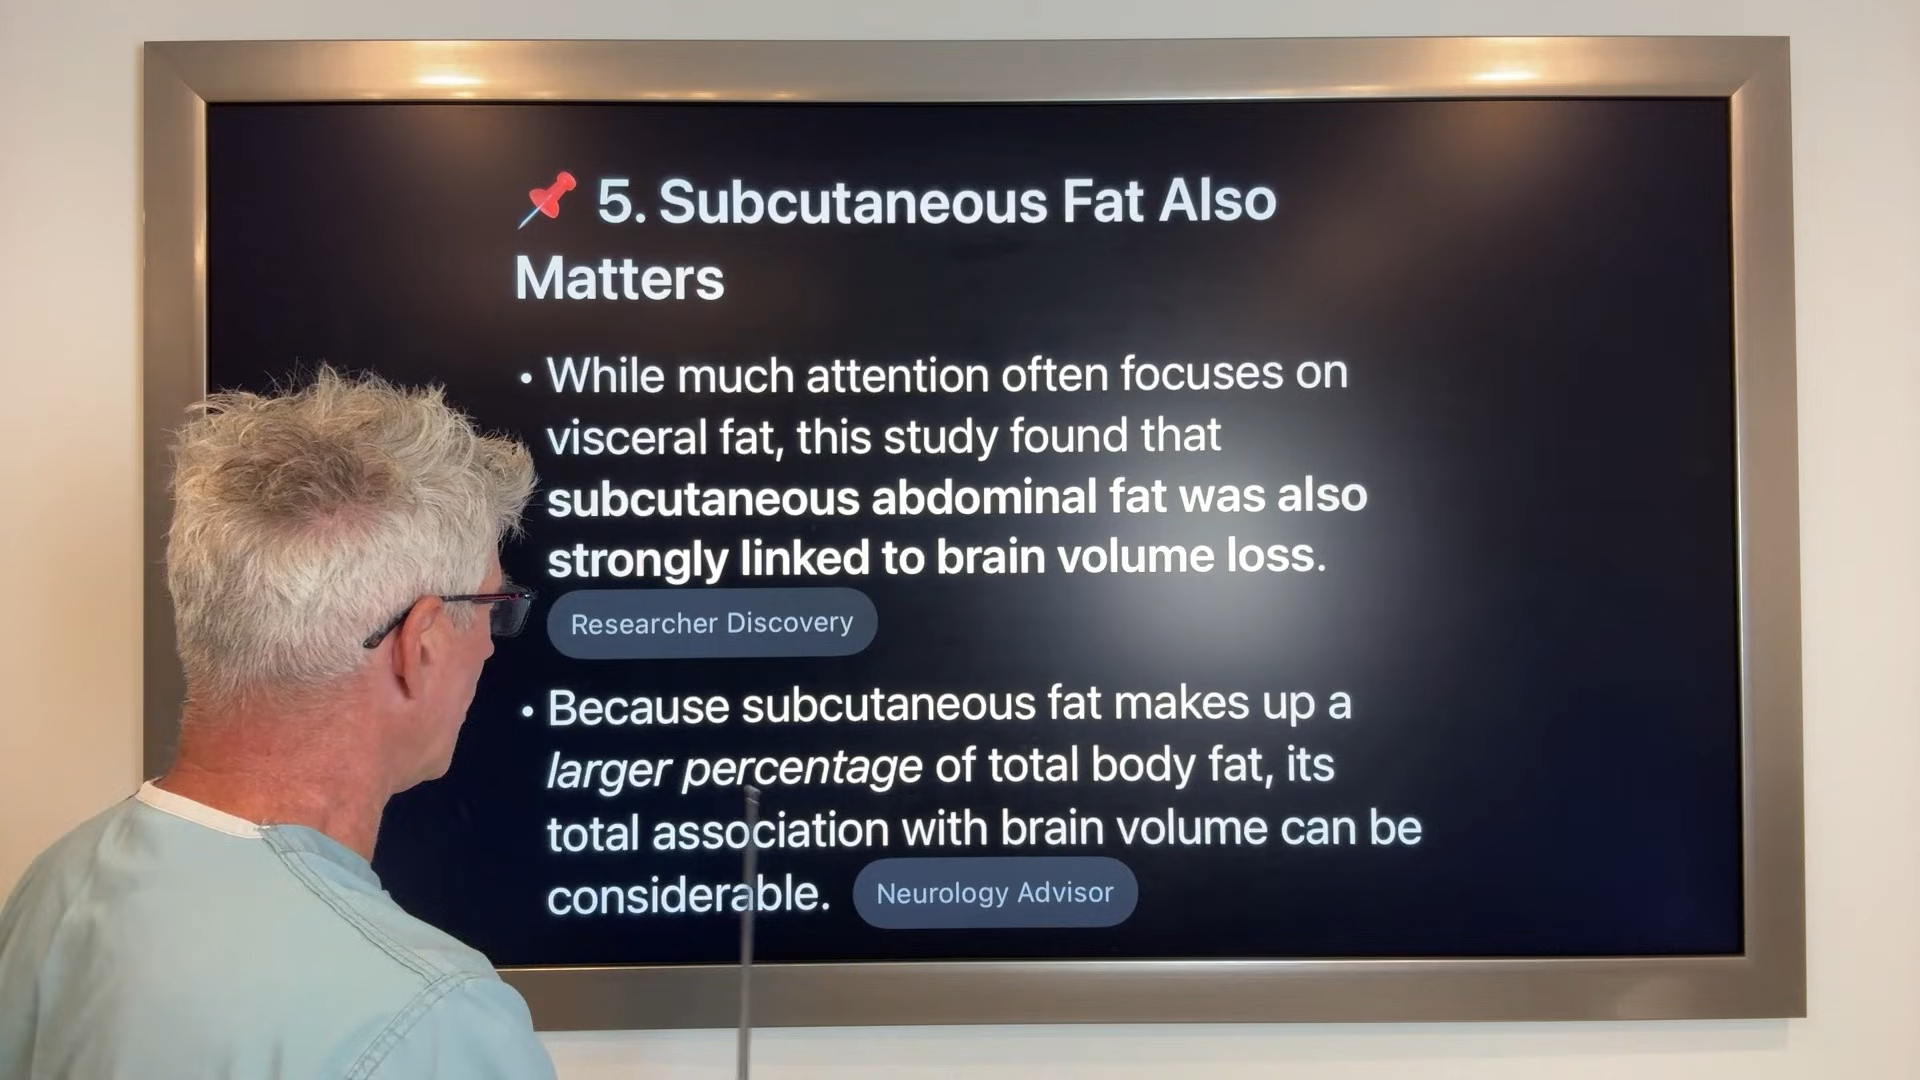 📌 5. Subcutaneous Fat Also
Matters
• While much attention often focuses on
visceral fat, this study found that
subcutaneous abdominal fat was also
strongly linked to brain volume loss.
Researcher Discovery
• Because subcutaneous fat makes up a
larger percentage of total body fat, its
total association with brain volume can be
considerable. Neurology Advisor